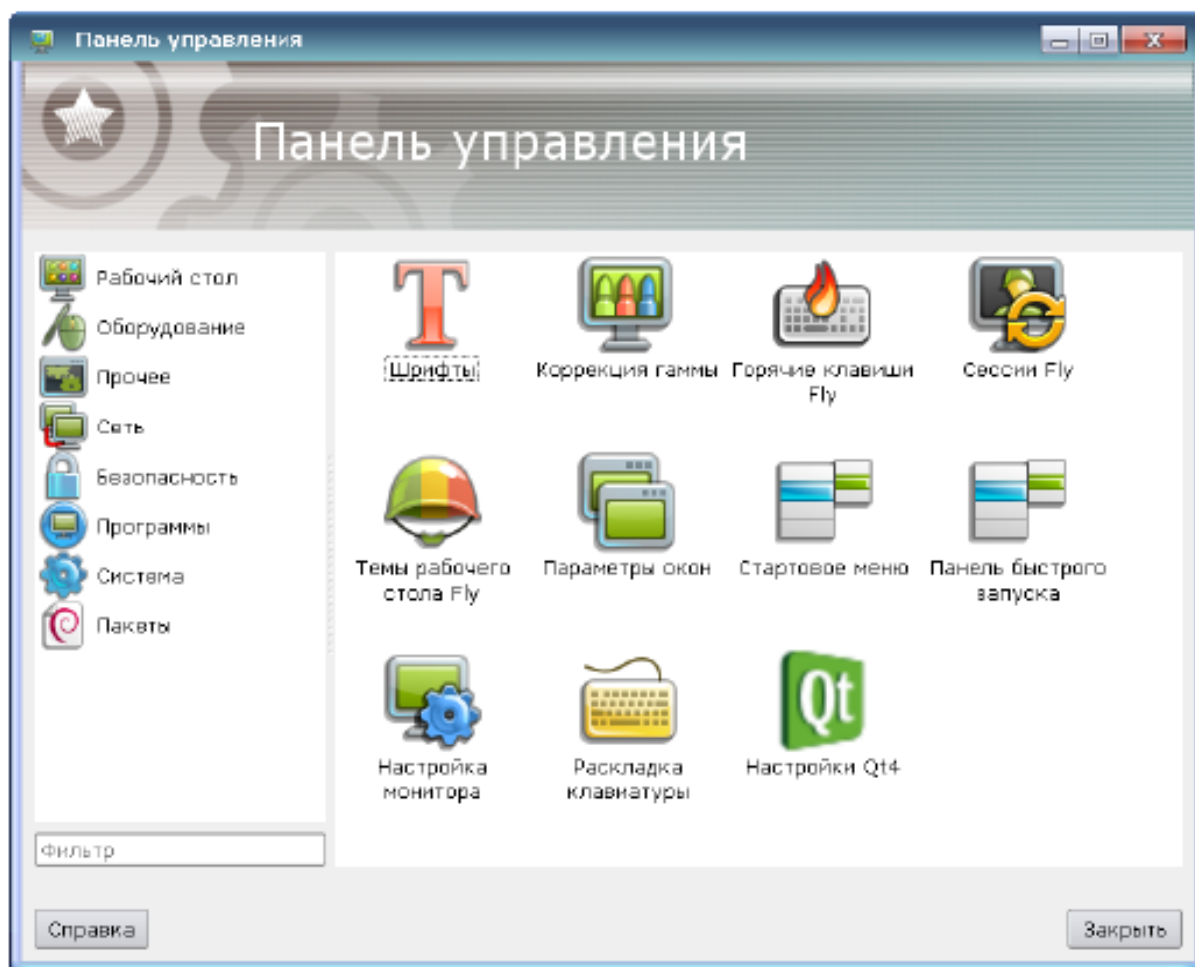 Панель управления
Панель управления
Рабочий стол
Оборудование
Прочее
Сеть
Безопасность
Программы
Система
Пакеты
Фильтр
Шрифты
Коррекция гаммы
Горячие клавиши
Fly
Сессии Fly
Темы рабочего
стола Fly
Параметры окон
Стартовое меню
Панель быстрого
запуска
Настройка
монитора
Раскладка
клавиатуры
Qt
Настройки Qt4
Справка
Закрыть